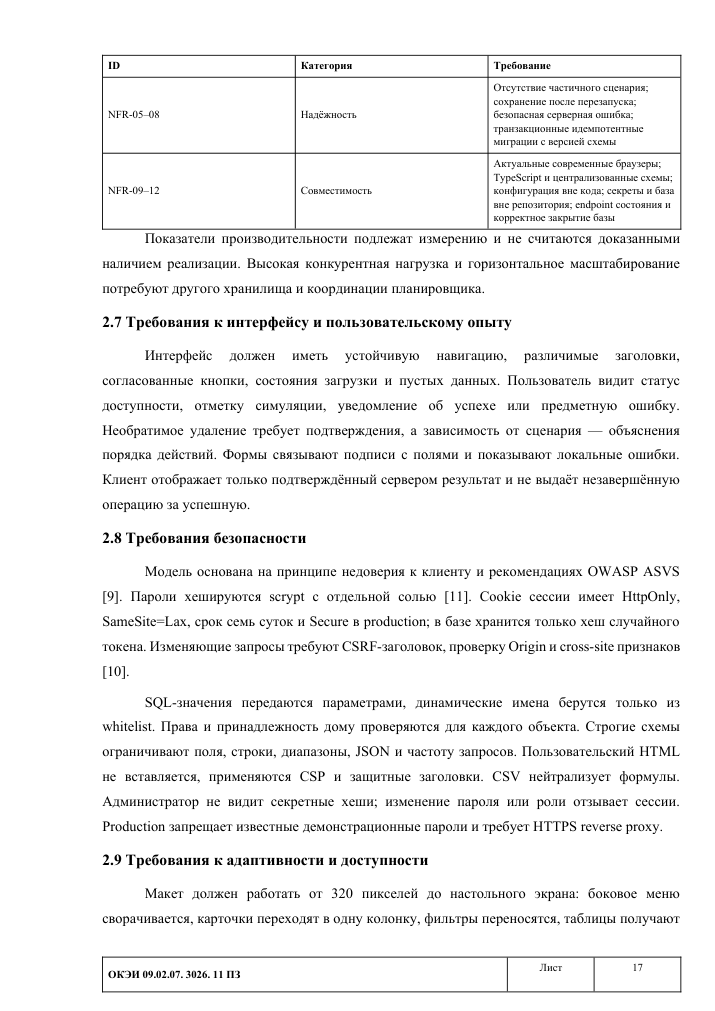 ID Категория Требование
NFR-05–08 Надёжность Отсутствие частичного сценария;
сохранение после перезапуска;
безопасная серверная ошибка;
транзакционные идемпотентные
миграции с версией схемы
NFR-09–12 Совместимость Актуальные современные браузеры;
TypeScript и централизованные схемы;
конфигурация вне кода; секреты и база
вне репозитория; endpoint состояния и
корректное закрытие базы
Показатели производительности подлежат измерению и не считаются доказанными
наличием реализации. Высокая конкурентная нагрузка и горизонтальное масштабирование
потребуют другого хранилища и координации планировщика.
2.7 Требования к интерфейсу и пользовательскому опыту
Интерфейс должен иметь устойчивую навигацию, различимые заголовки,
согласованные кнопки, состояния загрузки и пустых данных. Пользователь видит статус
доступности, отметку симуляции, уведомление об успехе или предметную ошибку.
Необратимое удаление требует подтверждения, а зависимость от сценария — объяснения
порядка действий. Формы связывают подписи с полями и показывают локальные ошибки.
Клиент отображает только подтверждённый сервером результат и не выдаёт незавершённую
операцию за успешную.
2.8 Требования безопасности
Модель основана на принципе недоверия к клиенту и рекомендациях OWASP ASVS
[9]. Пароли хешируются scrypt с отдельной солью [11]. Cookie сессии имеет HttpOnly,
SameSite=Lax, срок семь суток и Secure в production; в базе хранится только хеш случайного
токена. Изменяющие запросы требуют CSRF-заголовок, проверку Origin и cross-site признаков
[10].
SQL-значения передаются параметрами, динамические имена берутся только из
whitelist. Права и принадлежность дому проверяются для каждого объекта. Строгие схемы
ограничивают поля, строки, диапазоны, JSON и частоту запросов. Пользовательский HTML
не вставляется, применяются CSP и защитные заголовки. CSV нейтрализует формулы.
Администратор не видит секретные хеши; изменение пароля или роли отзывает сессии.
Production запрещает известные демонстрационные пароли и требует HTTPS reverse proxy.
2.9 Требования к адаптивности и доступности
Макет должен работать от 320 пикселей до настольного экрана: боковое меню
сворачивается, карточки переходят в одну колонку, фильтры переносятся, таблицы получают
ОКЭИ 09.02.07. 3026. 11 ПЗ Лист 17